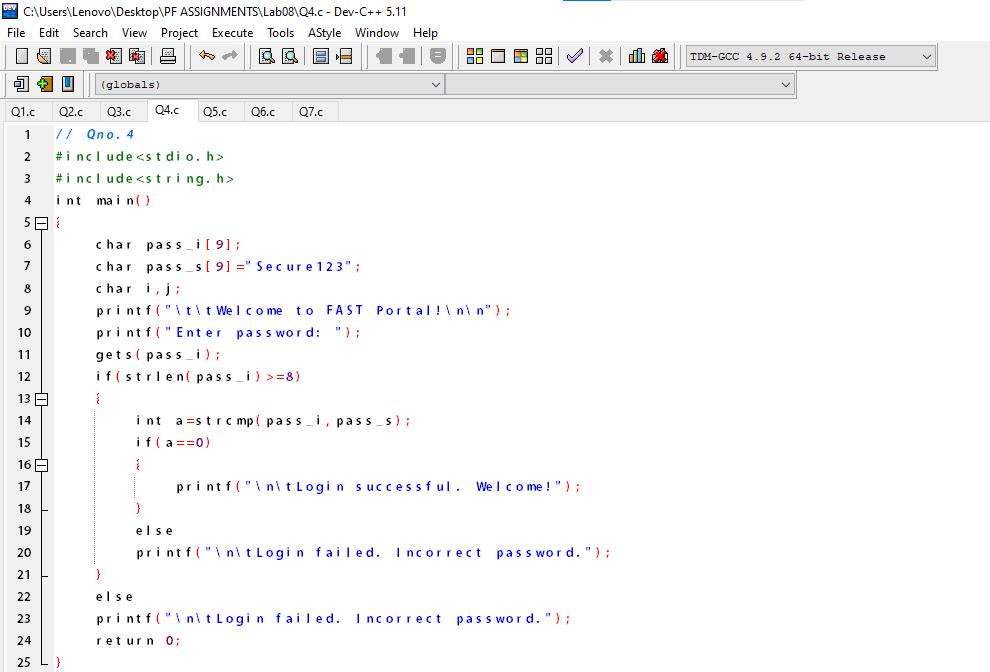 C:\Users\Lenovo\Desktop\PF ASSIGNMENTS\Lab08\Q4.c - Dev-C++ 5.11
File Edit Search View Project Execute Tools AStyle Window Help
TDM-GCC 4.9.2 64-bit Release
(globals)
Q1.c Q2.c Q3.c Q4.c Q5.c Q6.c Q7.c
1 // Qno.4
2 #include<stdio.h>
3 #include<string.h>
4 int main()
5 {
6 char pass_i[9];
7 char pass_s[9]="Secure123";
8 char i,j;
9 printf("\t\tWelcome to FAST Portal!\n\n");
10 printf("Enter password: ");
11 gets(pass_i);
12 if(strlen(pass_i)>=8)
13 {
14 int a=strcmp(pass_i,pass_s);
15 if(a==0)
16 {
17 printf("\n\tLogin successful. Welcome!");
18 }
19 else
20 printf("\n\tLogin failed. Incorrect password.");
21 }
22 else
23 printf("\n\tLogin failed. Incorrect password.");
24 return 0;
25 }